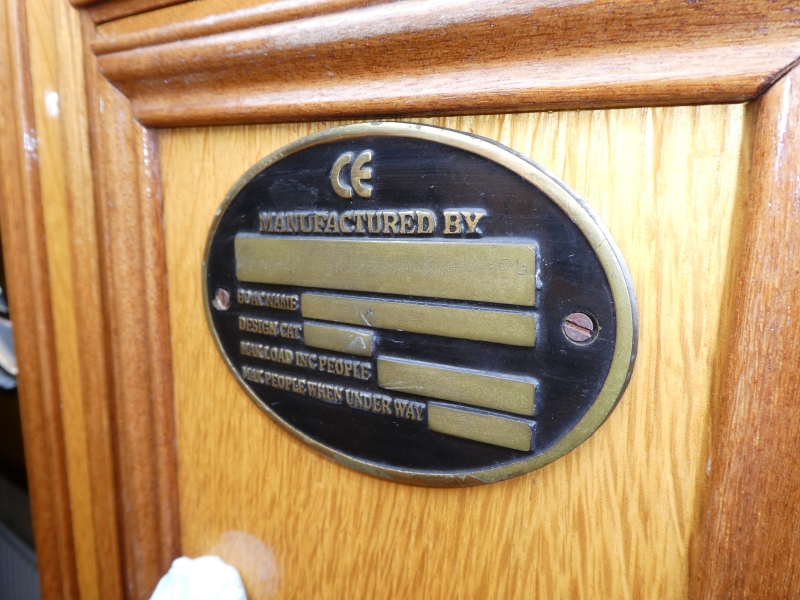 CE
MANUFACTURED BY
BOAT NAME
DESIGN CAT
MAX LOAD INC PEOPLE
MAX PEOPLE WHEN UNDER WAY